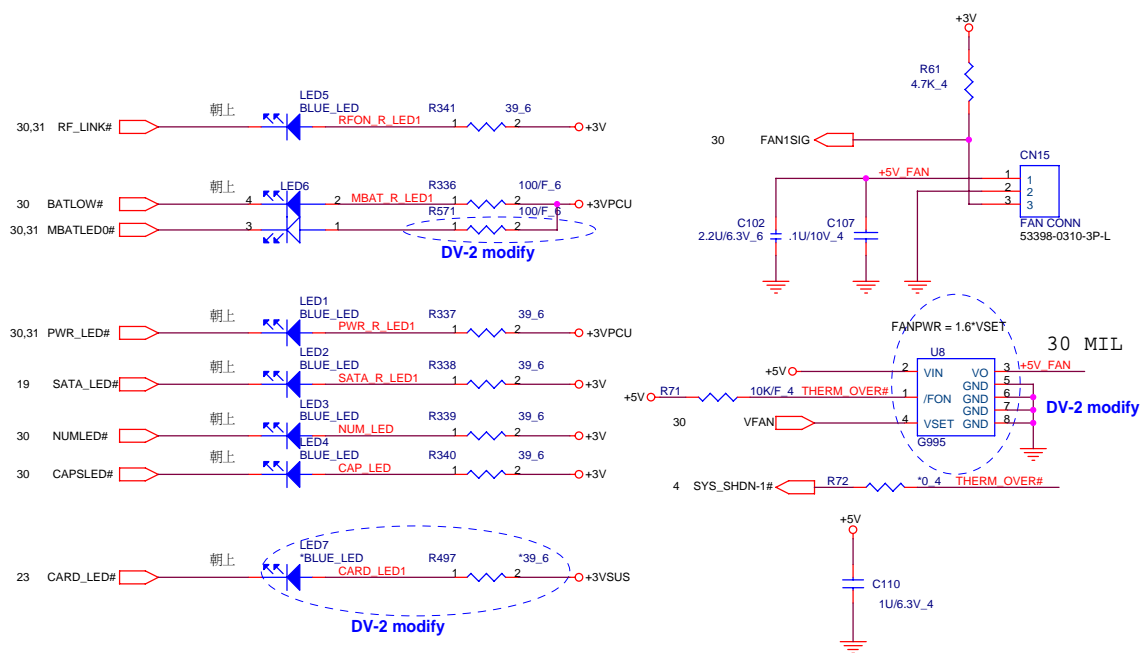 朝上
LED5
BLUE_LED
30,31 RF_LINK#
RFON_R_LED1
R341
39_6
1 2
+3V
朝上
LED6
30 BATLOW#
4 2
MBAT_R_LED1
R336
100/F_6
1 2
+3VPCU
30,31 MBATLED0#
3 1
R571
100/F_6
1 2
DV-2 modify
朝上
LED1
BLUE_LED
30,31 PWR_LED#
PWR_R_LED1
R337
39_6
1 2
+3VPCU
朝上
LED2
BLUE_LED
19 SATA_LED#
SATA_R_LED1
R338
39_6
1 2
+3V
朝上
LED3
BLUE_LED
30 NUMLED#
NUM_LED
R339
39_6
1 2
+3V
朝上
LED4
BLUE_LED
30 CAPSLED#
CAP_LED
R340
39_6
1 2
+3V
朝上
LED7
*BLUE_LED
23 CARD_LED#
CARD_LED1
R497
*39_6
1 2
+3VSUS
DV-2 modify
+3V
R61
4.7K_4
30 FAN1SIG
+5V_FAN
CN15
1 1
2 2
3 3
FAN CONN
53398-0310-3P-L
C102
2.2U/6.3V_6
C107
.1U/10V_4
FANPWR = 1.6*VSET
30 MIL
U8
+5V
2 VIN
VO 3
+5V_FAN
GND 5
+5V
R71
10K/F_4
THERM_OVER#
1 /FON
GND 6
GND 7
30 VFAN
4 VSET
GND 8
G995
DV-2 modify
4 SYS_SHDN-1#
R72
*0_4
THERM_OVER#
+5V
C110
1U/6.3V_4